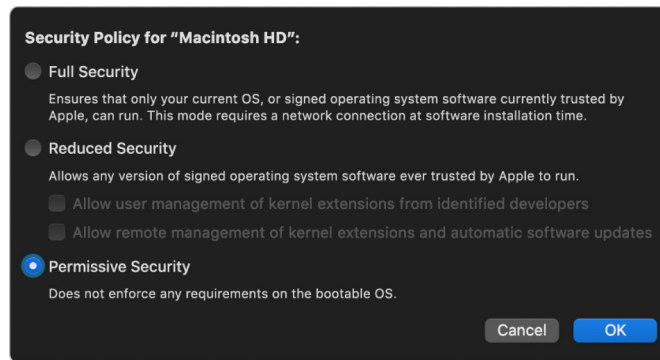 Security Policy for “Macintosh HD”:
Full Security
Ensures that only your current OS, or signed operating system software currently trusted by
Apple, can run. This mode requires a network connection at software installation time.
Reduced Security
Allows any version of signed operating system software ever trusted by Apple to run.
Allow user management of kernel extensions from identified developers
Allow remote management of kernel extensions and automatic software updates
Permissive Security
Does not enforce any requirements on the bootable OS.
Cancel OK